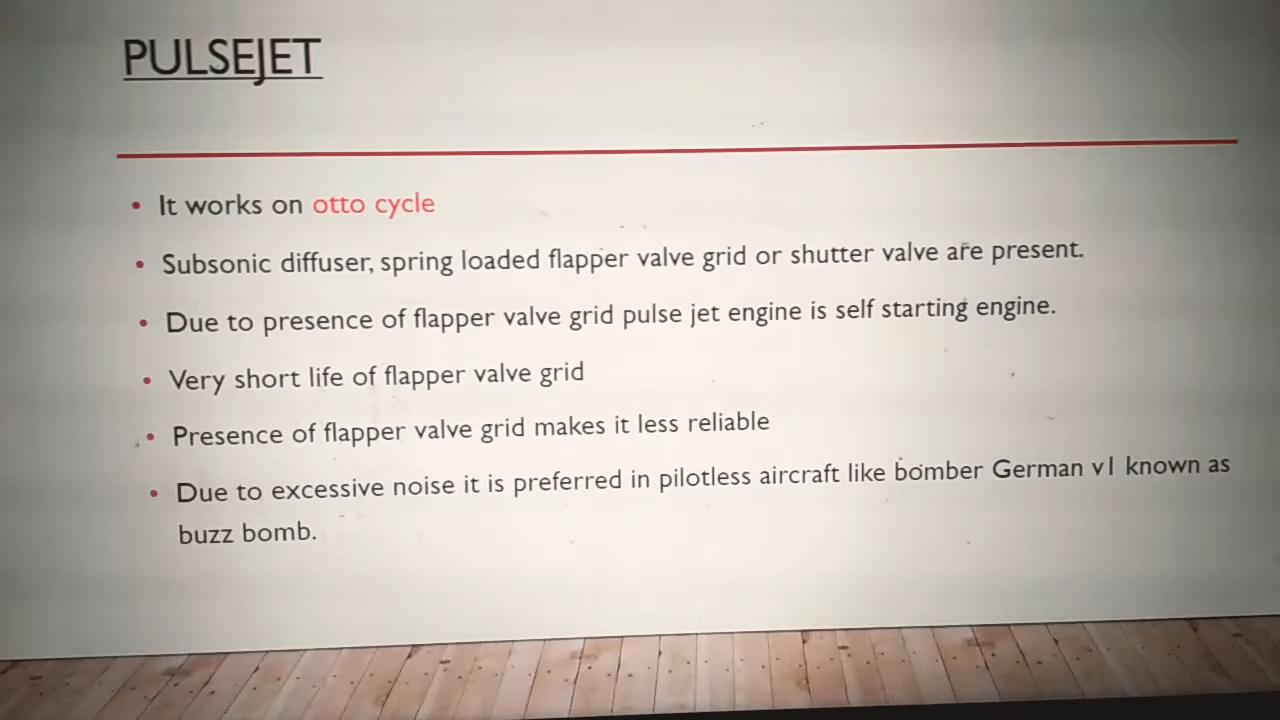 PULSEJET
• It works on otto cycle
• Subsonic diffuser, spring loaded flapper valve grid or shutter valve are present.
• Due to presence of flapper valve grid pulse jet engine is self starting engine.
• Very short life of flapper valve grid
• Presence of flapper valve grid makes it less reliable
• Due to excessive noise it is preferred in pilotless aircraft like bomber German v1 known as
buzz bomb.